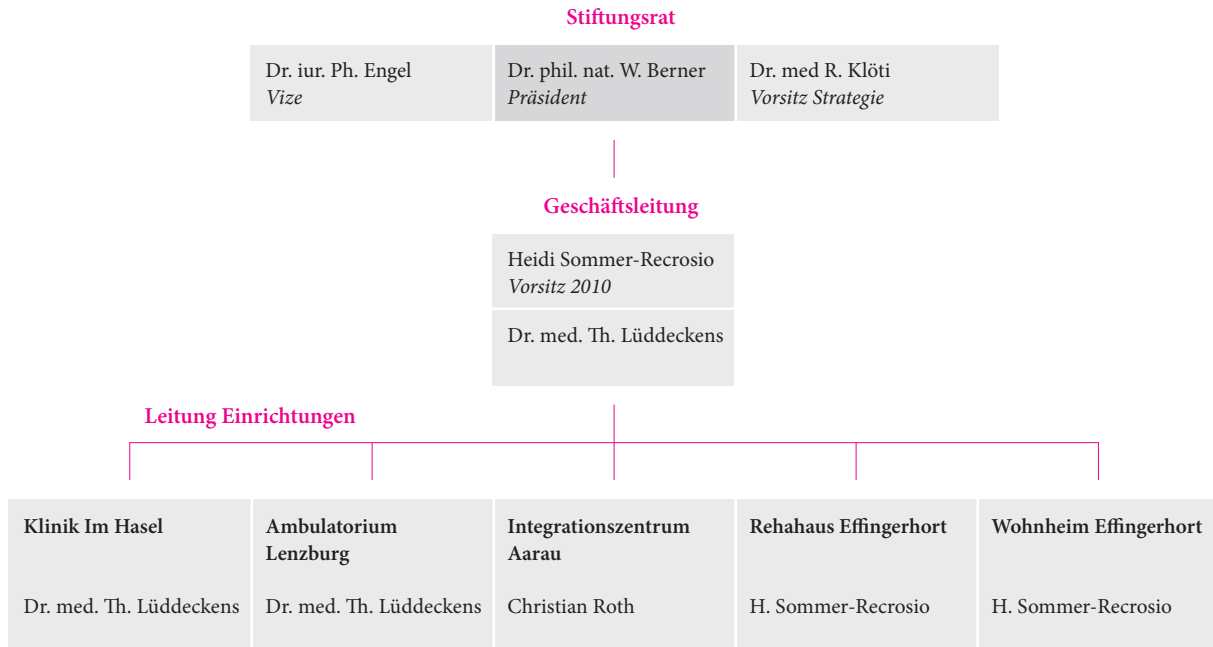 Stiftungsrat
Dr. iur. Ph. Engel
Vize
Dr. phil. nat. W. Berner
Präsident
Dr. med R. Klöti
Vorsitz Strategie
Geschäftsleitung
Heidi Sommer-Recrosio
Vorsitz 2010
Dr. med. Th. Lüddeckens
Leitung Einrichtungen
Klinik Im Hasel
Dr. med. Th. Lüddeckens
Ambulatorium
Lenzburg
Dr. med. Th. Lüddeckens
Integrationszentrum
Aarau
Christian Roth
Rehahaus Effingerhort
H. Sommer-Recrosio
Wohnheim Effingerhort
H. Sommer-Recrosio